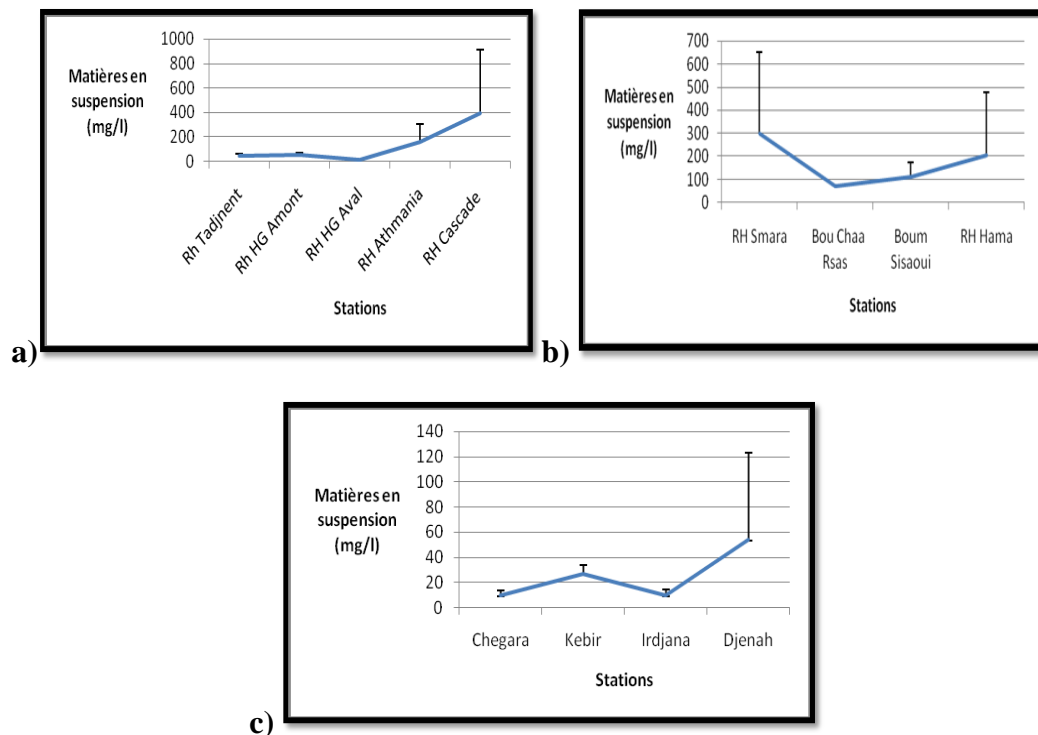 1000
800
600
400
200
0
Matières en
suspension
(mg/l)
Rh Tadjnent
Rh HG Amont
RH HG Aval
RH Athmania
RH Cascade
Stations
a)
700
600
500
400
300
200
100
0
Matières en
suspension
(mg/l)
RH Smara
Bou Chaa
Rsas
Boum
Sisaoui
RH Hama
Stations
b)
140
120
100
80
60
40
20
0
Matières en
suspension
(mg/l)
Chegara
Kebir
Irdjana
Djenah
Stations
c)